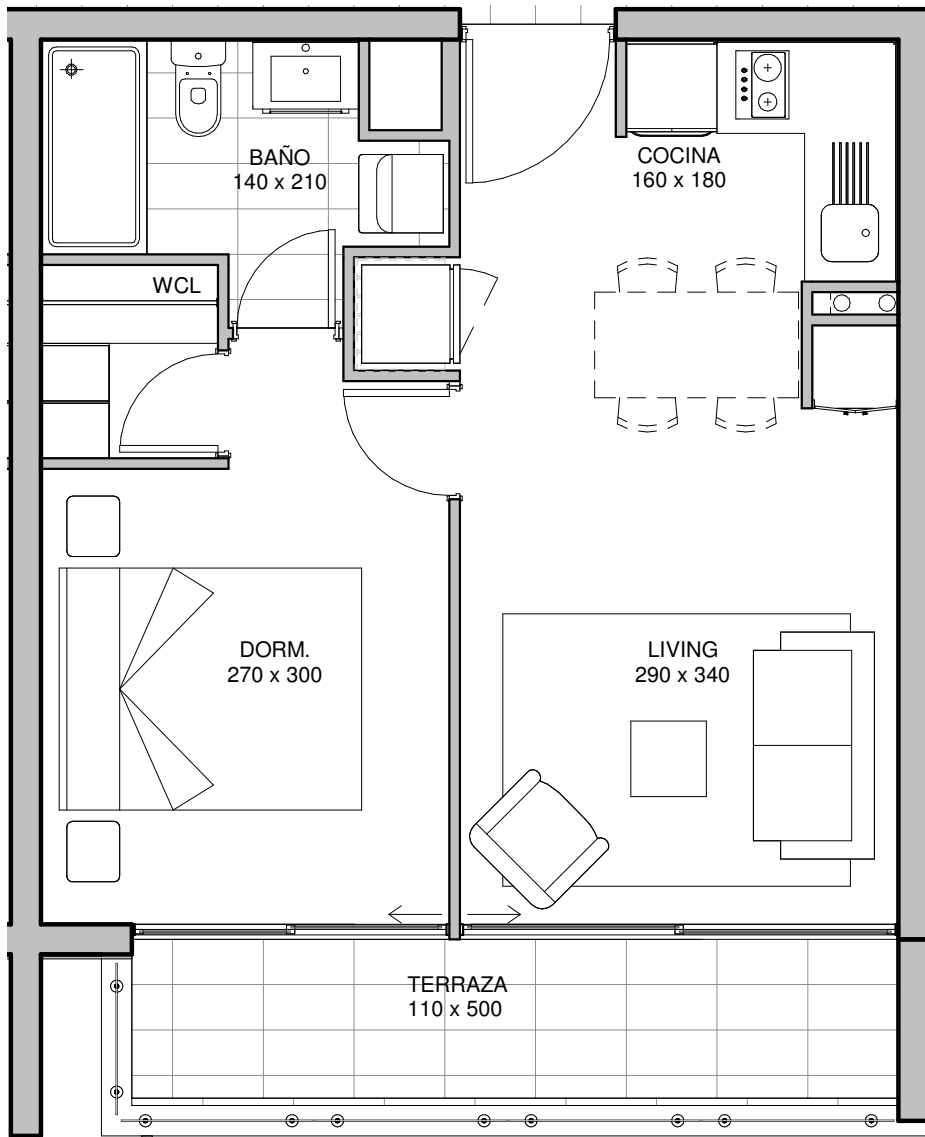 BAÑO
140 x 210
COCINA
160 x 180
WCL
DORM.
270 x 300
LIVING
290 x 340
TERRAZA
110 x 500